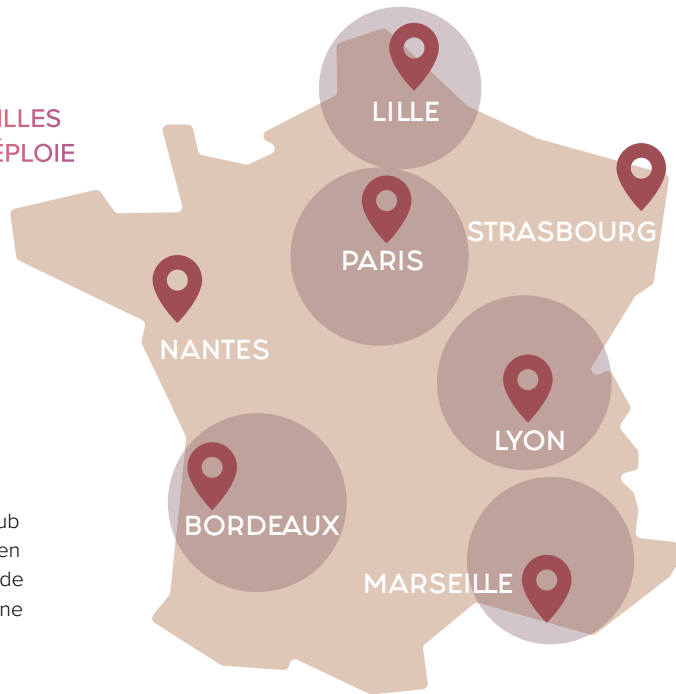 ILLES
ÉPLOIE
LILLE
PARIS
STRASBOURG
NANTES
LYON
BORDEAUX
MARSEILLE
ub
en
de
ne